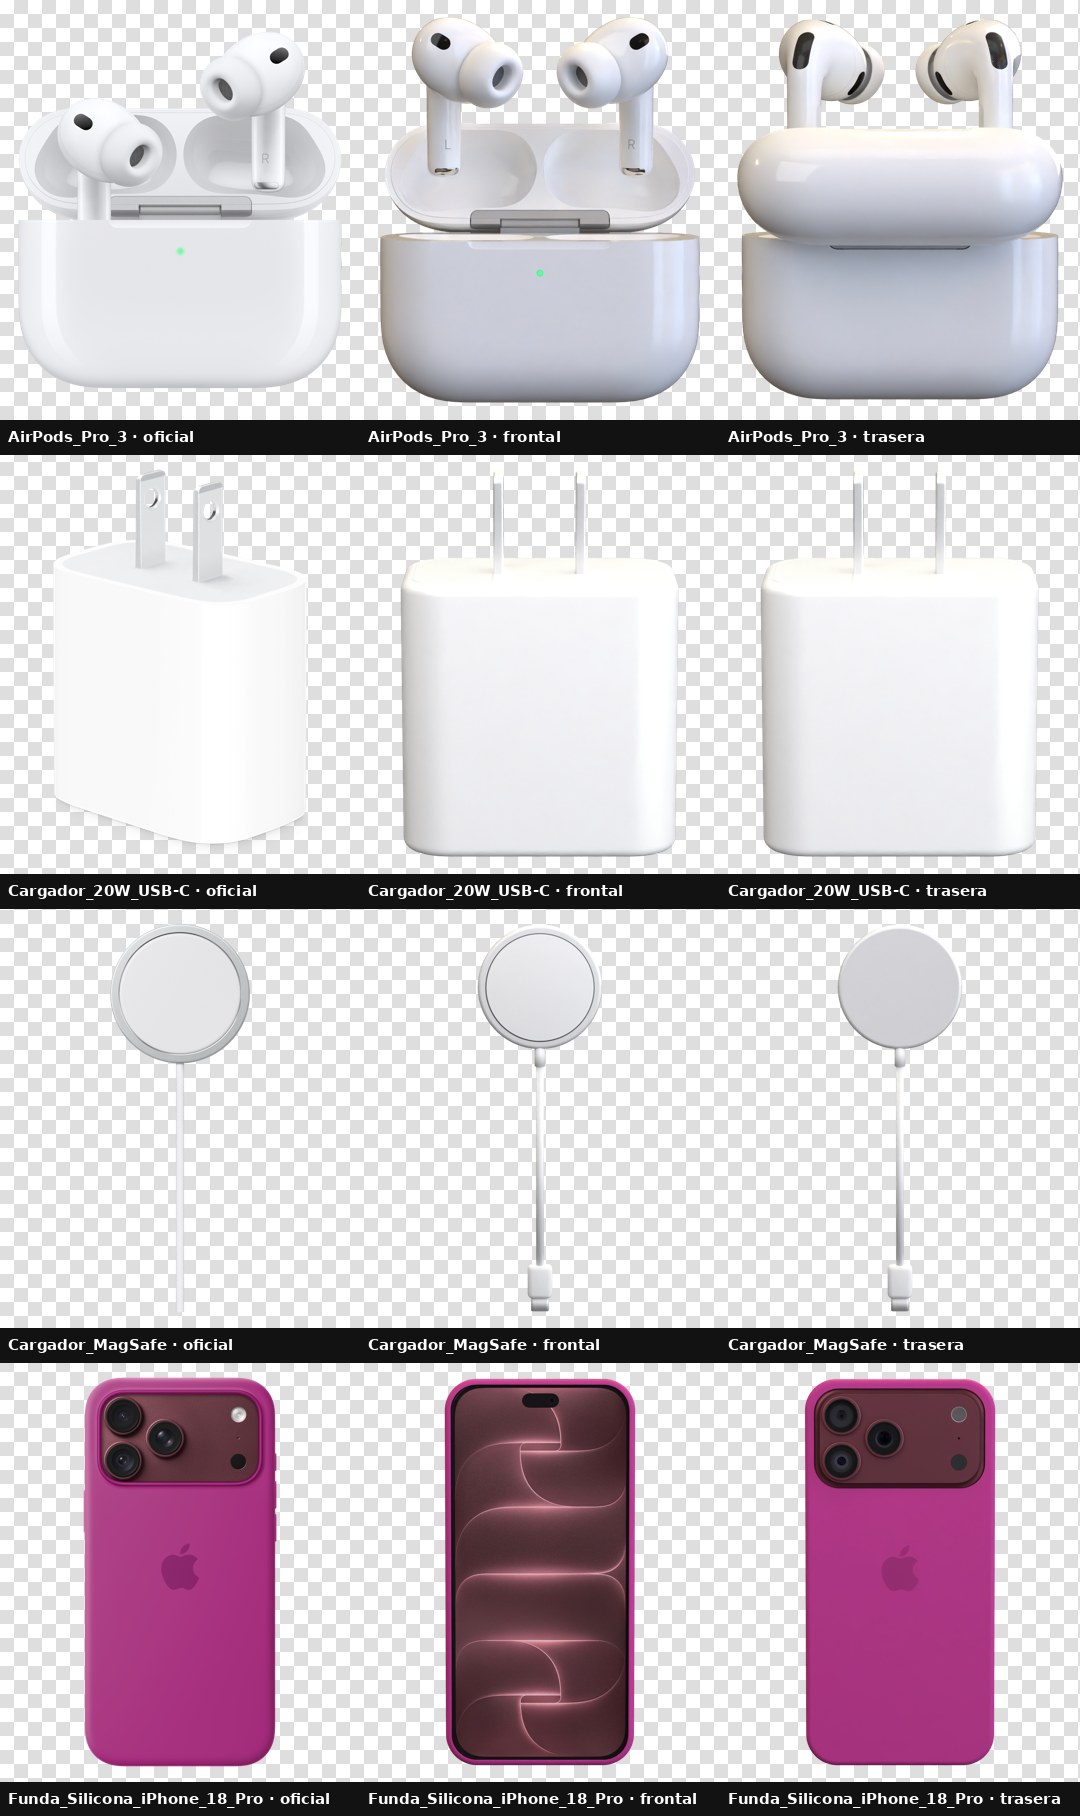 R
L
R
AirPods_Pro_3 · oficial
AirPods_Pro_3 · frontal
AirPods_Pro_3 · trasera
Cargador_20W_USB-C · oficial
Cargador_20W_USB-C · frontal
Cargador_20W_USB-C · trasera
Cargador_MagSafe · oficial
Cargador_MagSafe · frontal
Cargador_MagSafe · trasera
Funda_Silicona_iPhone_18_Pro · oficial
Funda_Silicona_iPhone_18_Pro · frontal
Funda_Silicona_iPhone_18_Pro · trasera